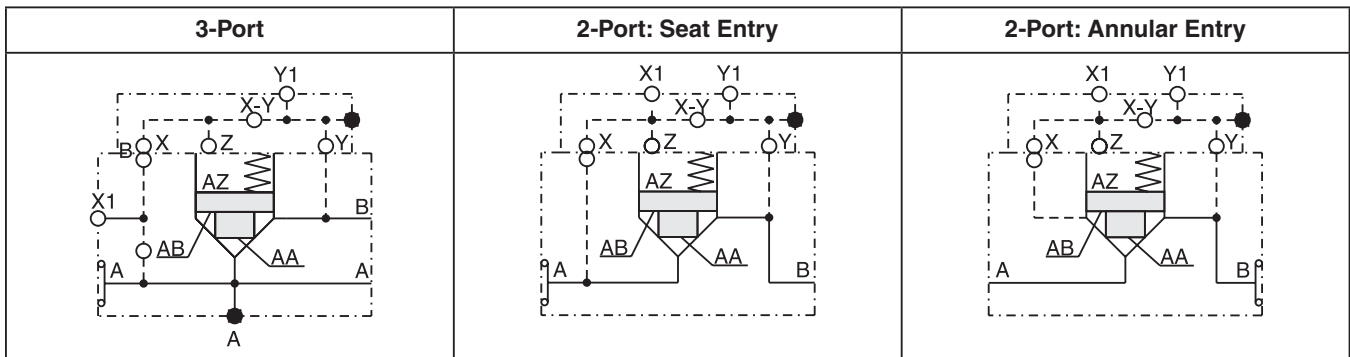 3-Port
2-Port: Seat Entry
2-Port: Annular Entry
Y1
X-Y
X
Z
Y
B
X1
AZ
B
AB
AA
A
A
A
X1
Y1
X-Y
X
Z
Y
AZ
AB
AA
A
B
X1
Y1
X-Y
X
Z
Y
AZ
AB
AA
A
B